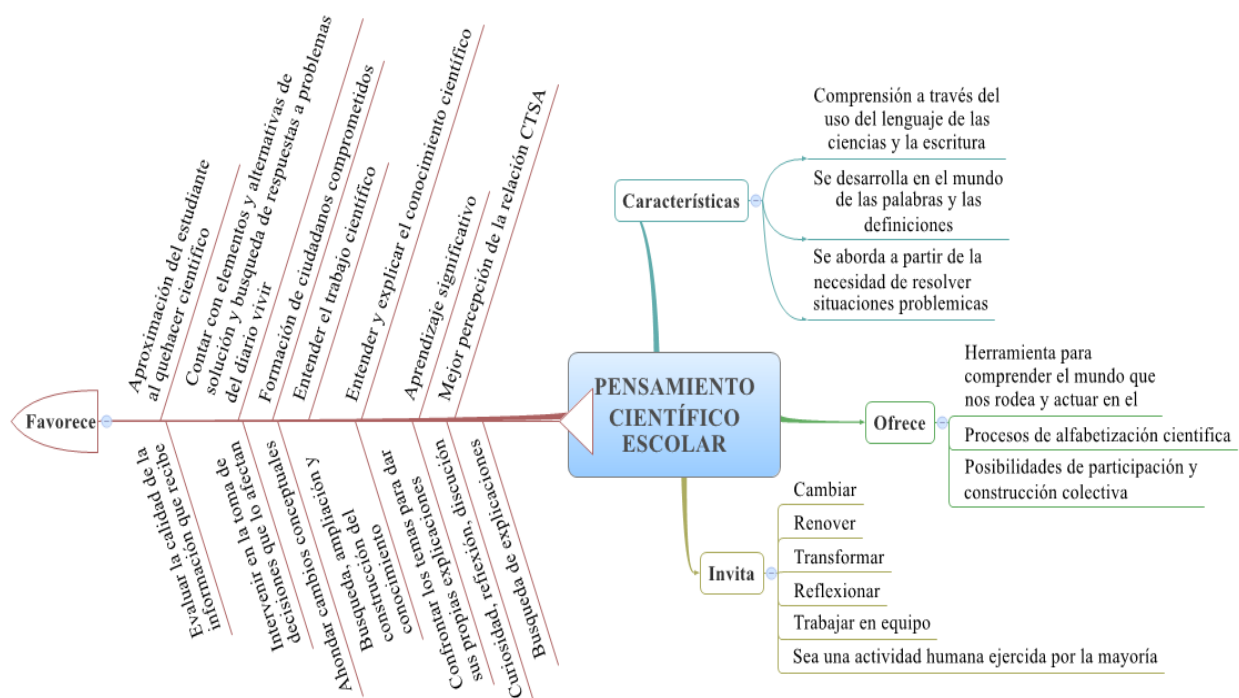 Aproximación del estudiante
al quehacer científico
Contar con elementos y alternativas de
solución y busqueda de respuestas a problemas
del diario vivir
Formación de ciudadanos comprometidos
Entender el trabajo científico
Entender y explicar el conocimiento científico
Aprendizaje significativo
Mejor percepción de la relación CTSA
Favorece
Evaluar la calidad de la
información que recibe
Intervenir en la toma de
decisiones que lo afectan
Ahondar cambios conceptuales
Busqueda, ampliación y
construcción del
conocimiento
Confrontar los temas para dar
sus propias explicaciones
Curiosidad, reflexión, discución
Busqueda de explicaciones
PENSAMIENTO
CIENTÍFICO
ESCOLAR
Características
Comprensión a través del
uso del lenguaje de las
ciencias y la escritura
Se desarrolla en el mundo
de las palabras y las
definiciones
Se aborda a partir de la
necesidad de resolver
situaciones problemicas
Ofrece
Herramienta para
comprender el mundo que
nos rodea y actuar en el
Procesos de alfabetización cientifica
Posibilidades de participación y
construcción colectiva
Invita
Cambiar
Renover
Transformar
Reflexionar
Trabajar en equipo
Sea una actividad humana ejercida por la mayoría